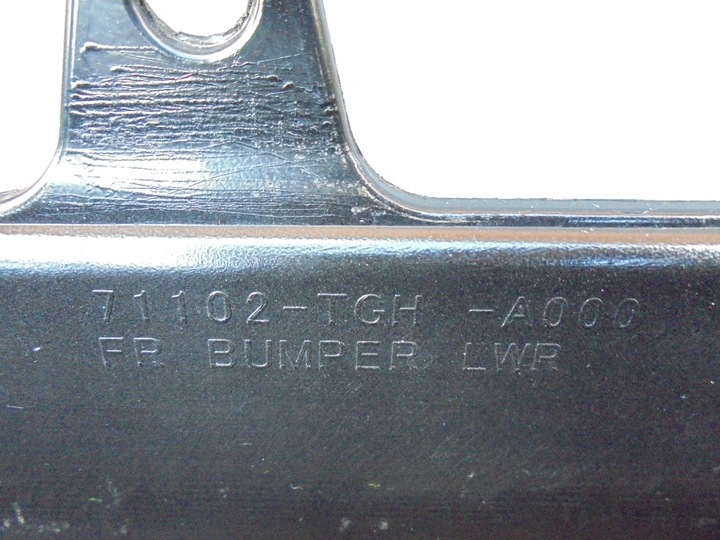 71102-TGH -A000
FR BUMPER LWR